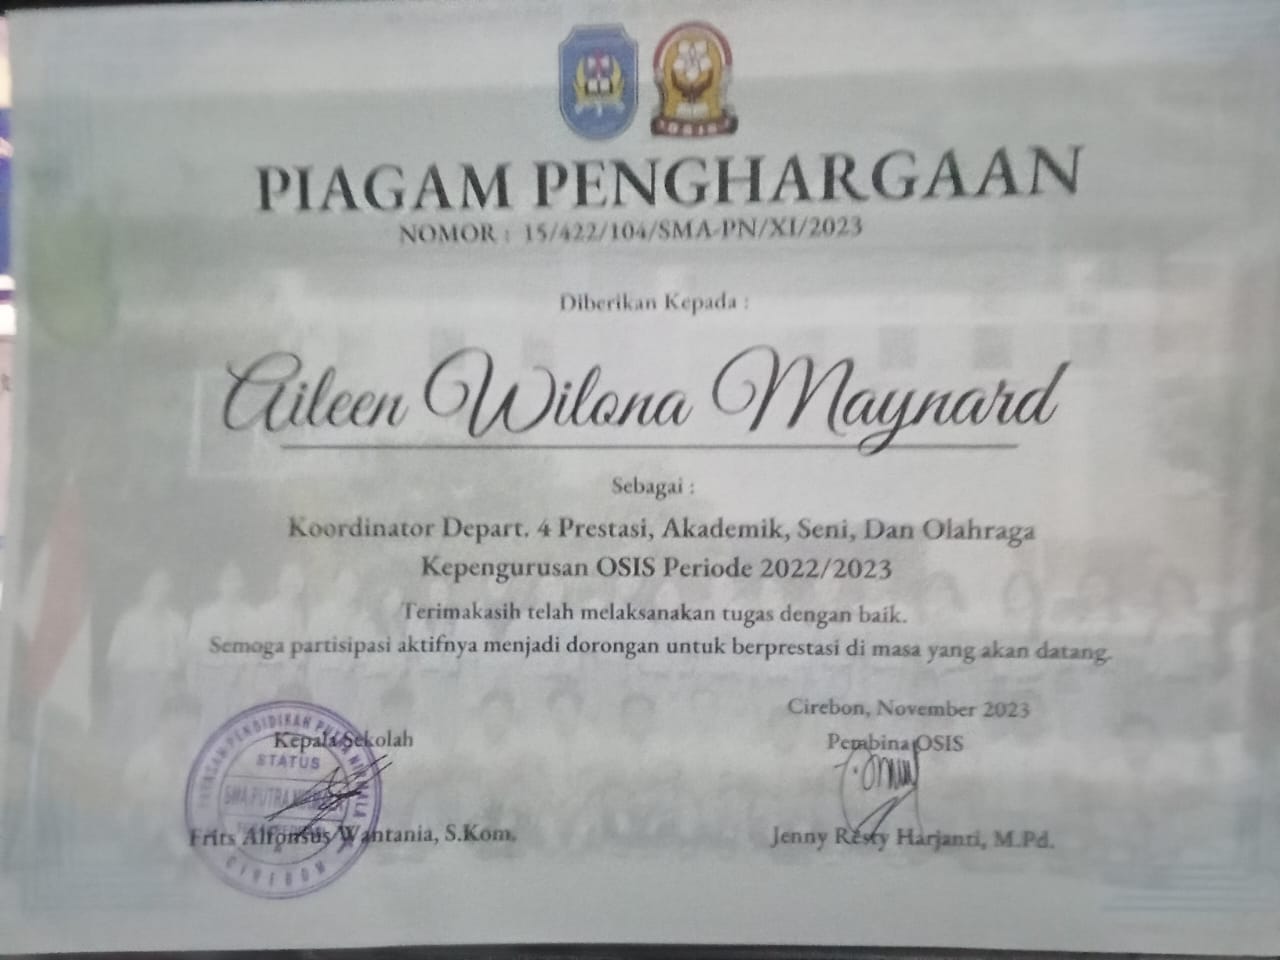 OSIS
PIAGAM PENGHARGAAN
NOMOR : 15/422/104/SMA-PN/XI/2023
Diberikan Kepada :
Aileen Wilona Maynard
Sebagai :
Koordinator Depart. 4 Prestasi, Akademik, Seni, Dan Olahraga
Kepengurusan OSIS Periode 2022/2023
Terimakasih telah melaksanakan tugas dengan baik.
Semoga partisipasi aktifnya menjadi dorongan untuk berprestasi di masa yang akan datang.
Cirebon, November 2023
Kepala Sekolah
Pembina OSIS
YAYASAN PENDIDIKAN PUTRA NIRMALA
STATUS
SMA PUTRA NIRMALA
CIREBON
Frits Alfonsus Wantania, S.Kom.
Jenny Resty Harjanti, M.Pd.